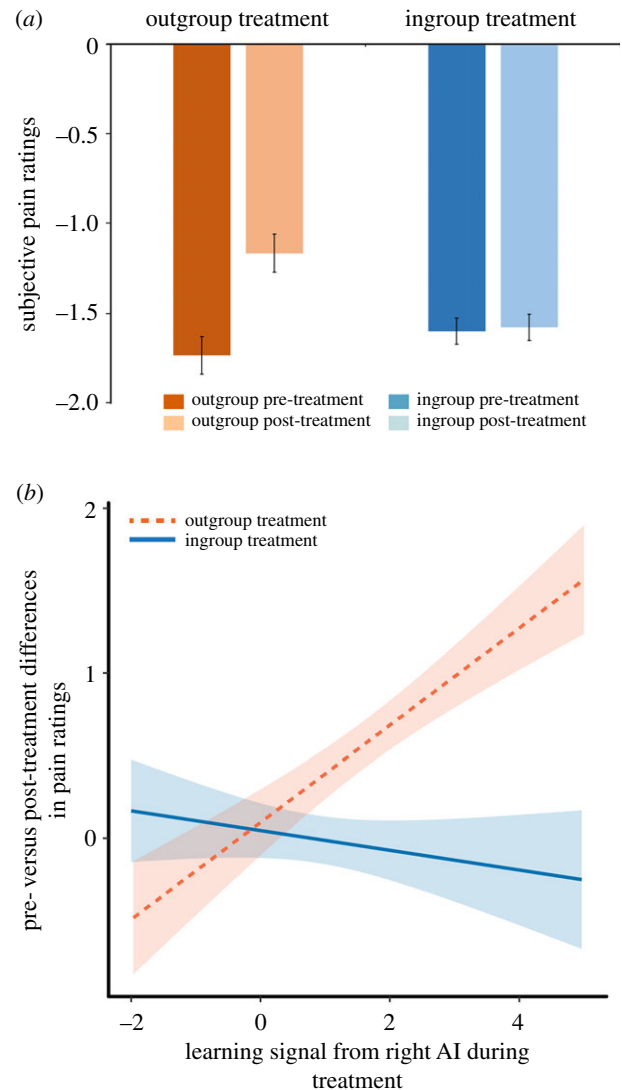 (a) outgroup treatment ingroup treatment
0
–0.5
–1.0
–1.5
–2.0
subjective pain ratings
outgroup pre-treatment ingroup pre-treatment
outgroup post-treatment ingroup post-treatment
(b)
2
1
0
pre- versus post-treatment differences
in pain ratings
outgroup treatment
ingroup treatment
–2 0 2 4
learning signal from right AI during
treatment